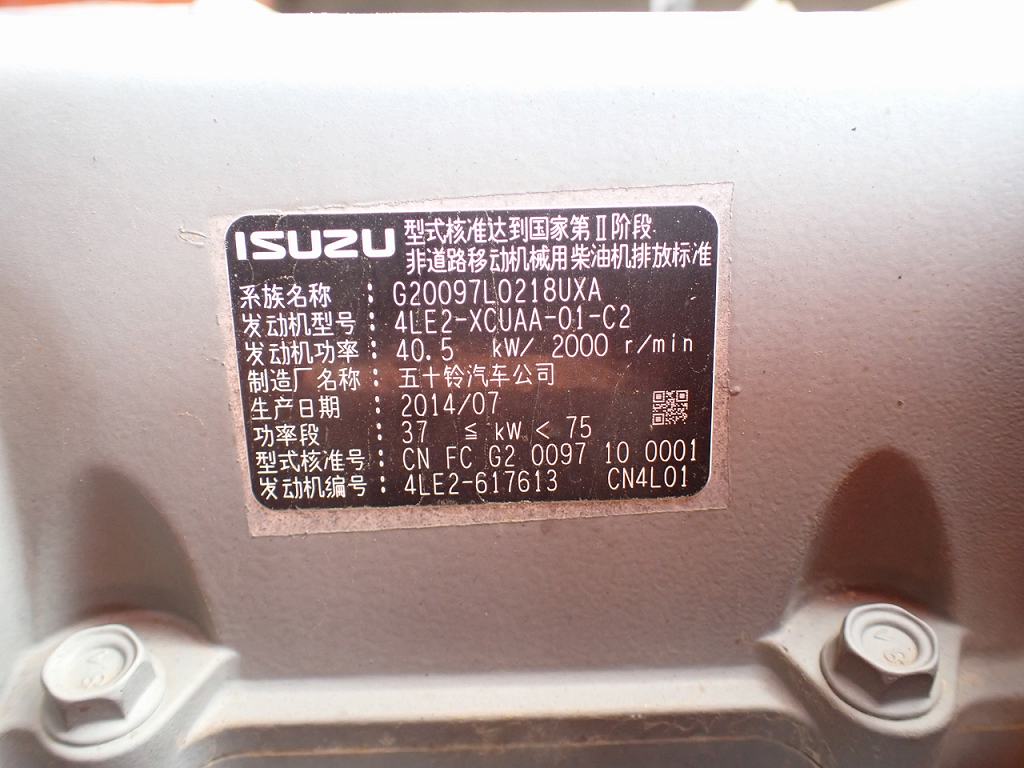 ISUZU 型式核准达到国家第Ⅱ阶段
非道路移动机械用柴油机排放标准
系族名称 : G20097L0218UXA
发动机型号 : 4LE2-XCUAA-01-C2
发动机功率 : 40.5 kW/ 2000 r/min
制造厂名称 : 五十铃汽车公司
生产日期 : 2014/07
功率段 : 37 ≦ kW < 75
型式核准号 : CN FC G2 0097 10 0001
发动机编号 : 4LE2-617613 CN4L01